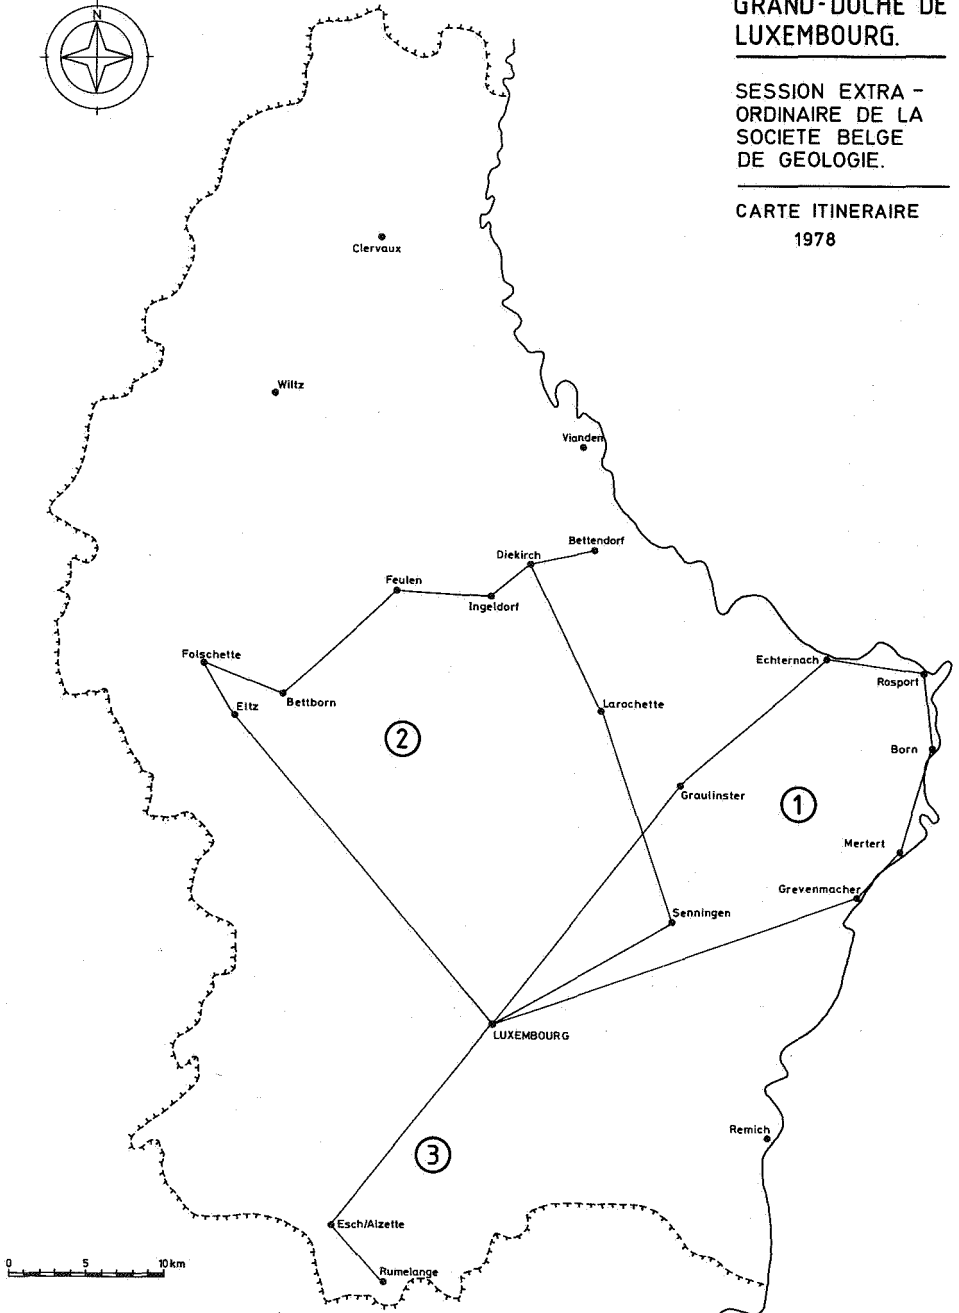 GRAND-DUCHE DE
LUXEMBOURG.
SESSION EXTRA-
ORDINAIRE DE LA
SOCIETE BELGE
DE GEOLOGIE.
CARTE ITINERAIRE
1978
N
Clervaux
Wiltz
Vianden
Bettendorf
Diekirch
Feulen
Ingeldorf
Folschette
Echternach
Rosport
Bettborn
Eltz
Larochette
2
Born
Graulinster
1
Mertert
Grevenmacher
Senningen
LUXEMBOURG
Remich
3
Esch/Alzette
Rumelange
0 5 10km